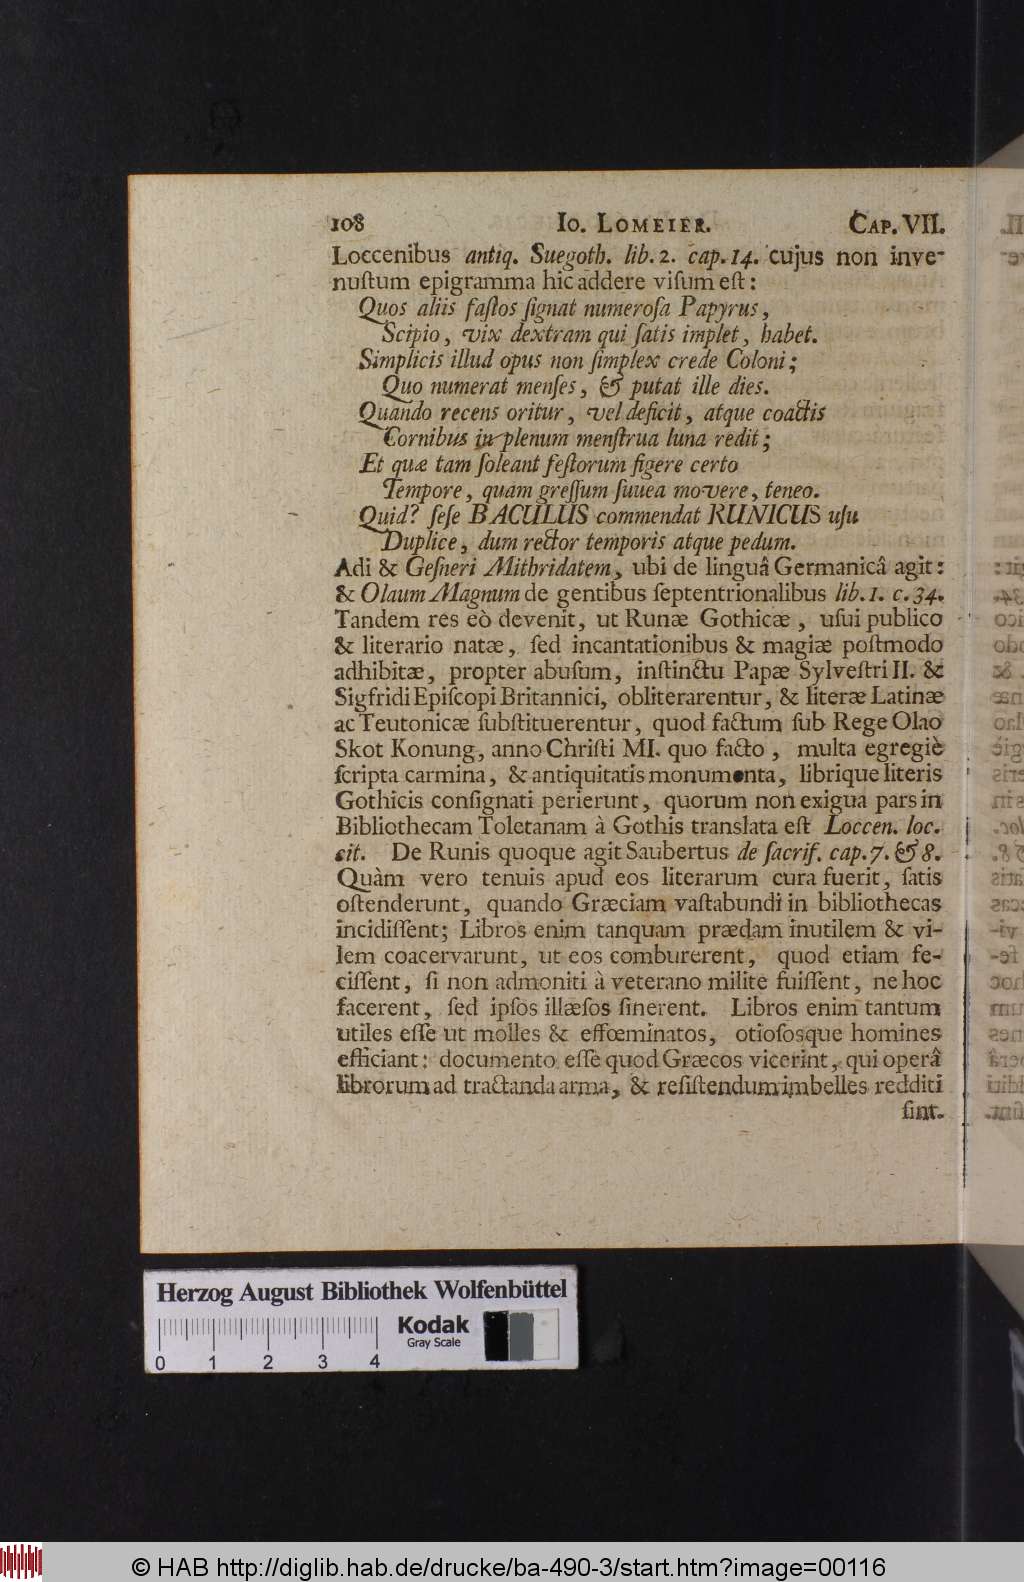 108 IO. LOMEIER. CAP. VII.
Loccenibus antiq. Suegoth. lib. 2. cap. 14. cujus non inve-
nuſtum epigramma hic addere viſum eſt:
Quos aliis faſtos ſignat numeroſa Papyrus,
Scipio, vix dextram qui ſatis implet, habet.
Simplicis illud opus non ſimplex crede Coloni;
Quo numerat menſes, & putat ille dies.
Quando recens oritur, vel deficit, atque coactis
Cornibus in plenum menſtrua luna redit;
Et quæ tam ſoleant feſtorum figere certo
Tempore, quam greſſum ſuuea movere, teneo.
Quid? ſeſe BACULUS commendat RUNICUS uſu
Duplice, dum rector temporis atque pedum.
Adi & Geſneri Mithridatem, ubi de linguâ Germanicâ agit:
& Olaum Magnum de gentibus ſeptentrionalibus lib. 1. c. 34.
Tandem res eò devenit, ut Runæ Gothicæ, uſui publico
& literario natæ, ſed incantationibus & magiæ poſtmodo
adhibitæ, propter abuſum, inſtinctu Papæ Sylveſtri II. &
Sigfridi Epiſcopi Britannici, obliterarentur, & literæ Latinæ
ac Teutonicæ ſubſtituerentur, quod factum ſub Rege Olao
Skot Konung, anno Chriſti MI. quo facto, multa egregiè
ſcripta carmina, & antiquitatis monumenta, librique literis
Gothicis conſignati perierunt, quorum non exigua pars in
Bibliothecam Toletanam à Gothis translata eſt Loccen. loc.
cit. De Runis quoque agit Saubertus de ſacrif. cap. 7. & 8.
Quàm vero tenuis apud eos literarum cura fuerit, ſatis
oſtenderunt, quando Græciam vaſtabundi in bibliothecas
incidiſſent; Libros enim tanquam prædam inutilem & vi-
lem coacervarunt, ut eos comburerent, quod etiam fe-
ciſſent, ſi non admoniti à veterano milite fuiſſent, ne hoc
facerent, ſed ipſos illæſos ſinerent. Libros enim tantum
utiles eſſe ut molles & effœminatos, otioſosque homines
efficiant: documento eſſe quod Græcos vicerint, qui operâ
librorum ad tractanda arma, & reſiſtendum imbelles redditi
ſint.
Herzog August Bibliothek Wolfenbüttel
Kodak
Gray Scale
0 1 2 3 4
© HAB http://diglib.hab.de/drucke/ba-490-3/start.htm?image=00116